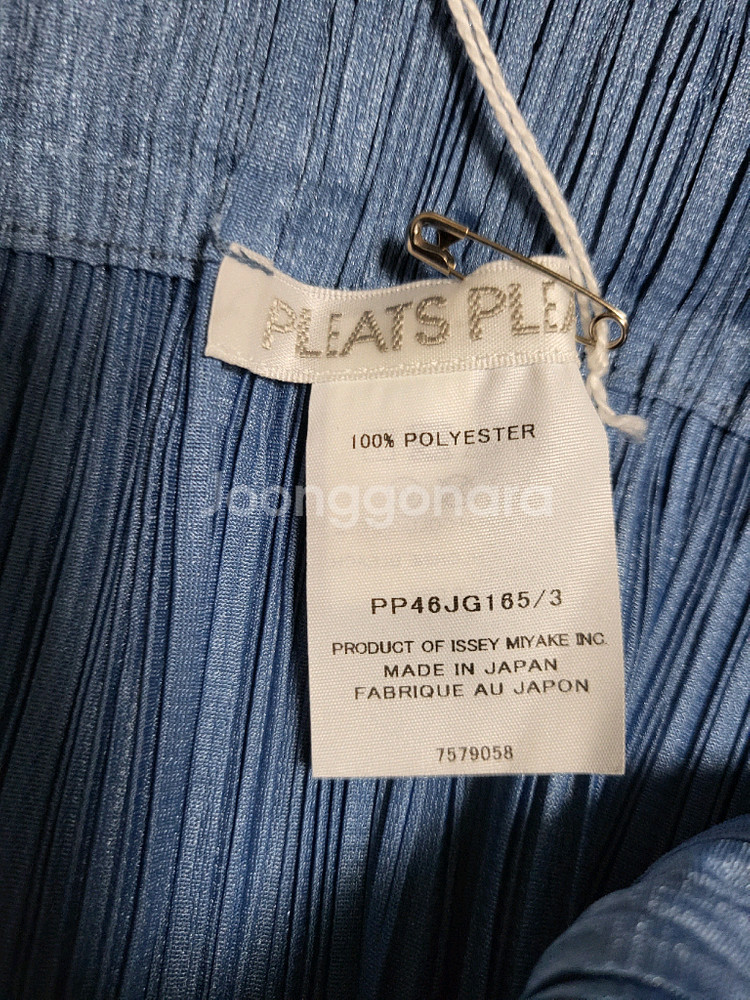 PLEATS PLEA
100% POLYESTER
Joonggonara
PP46JG165/3
PRODUCT OF ISSEY MIYAKE INC.
MADE IN JAPAN
FABRIQUE AU JAPON
7579058